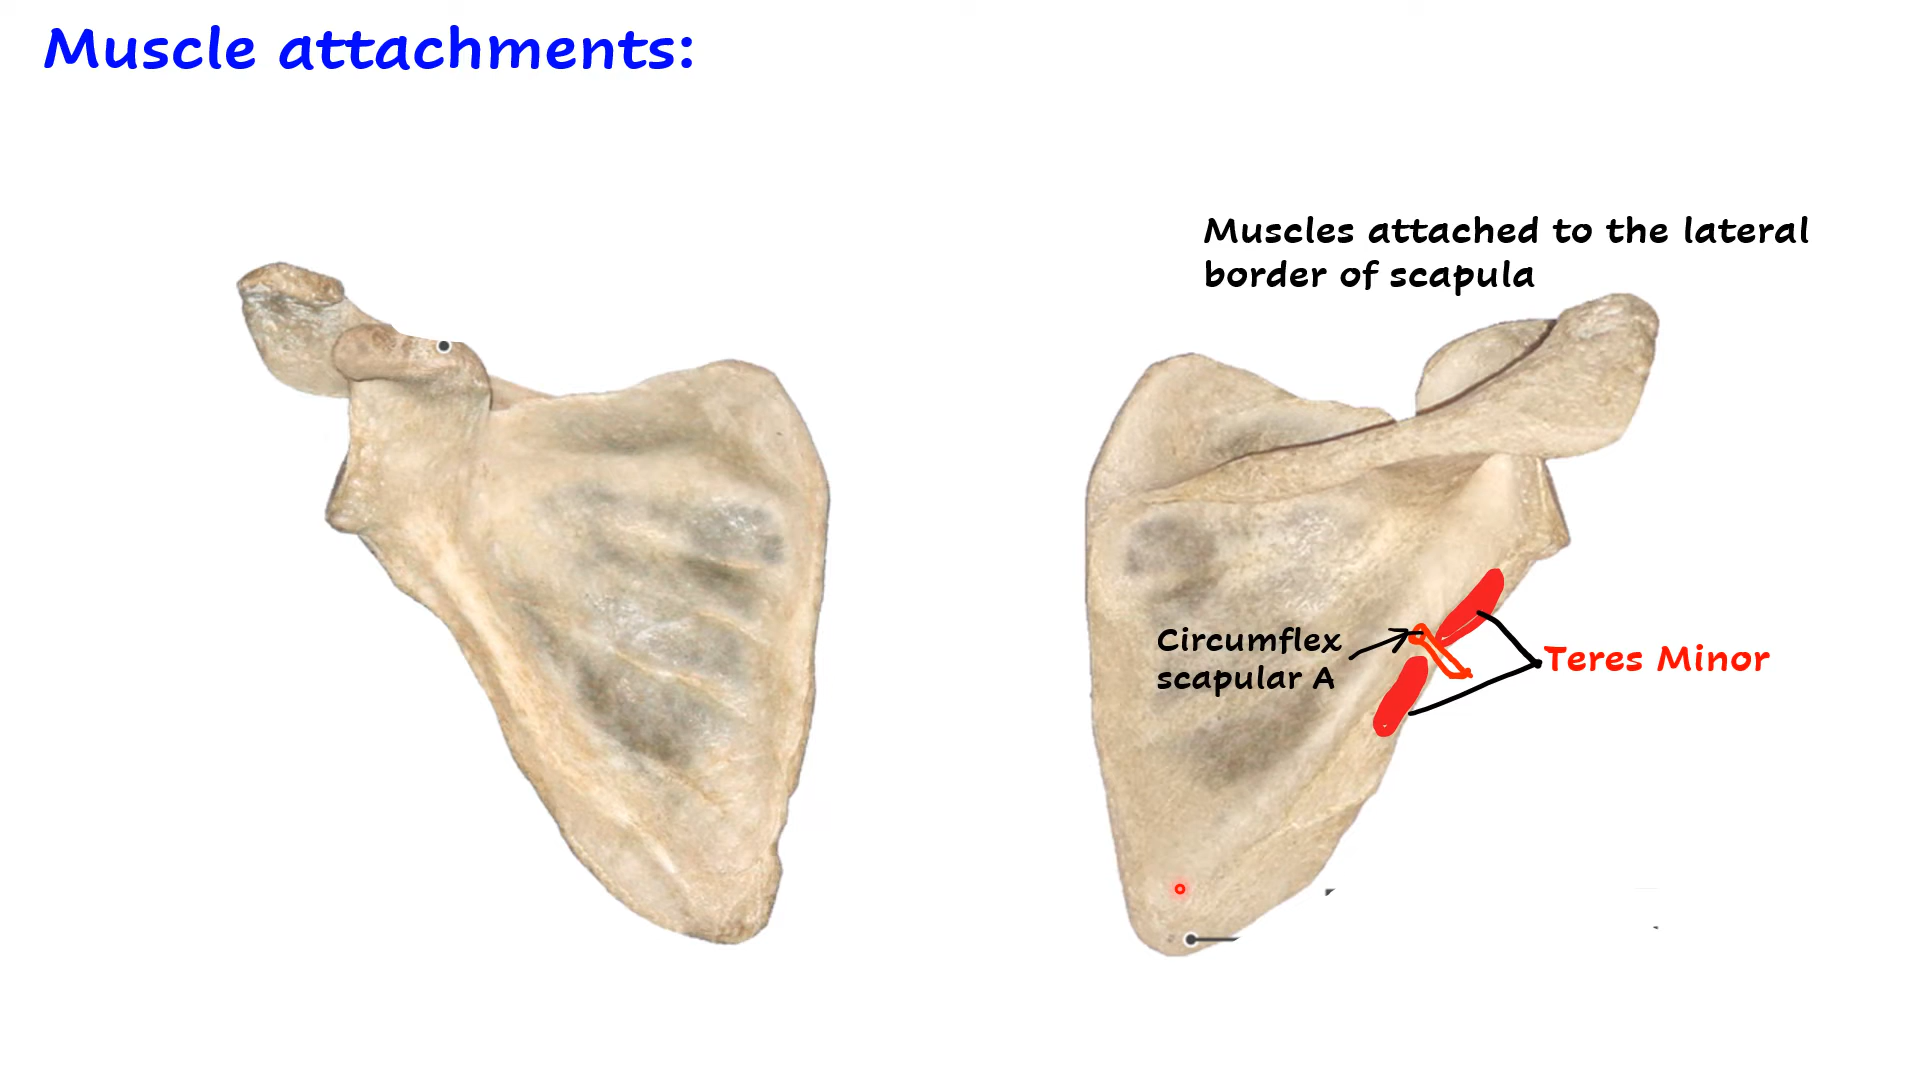 Muscle attachments:
Muscles attached to the lateral
border of scapula
Circumflex
scapular A
Teres Minor